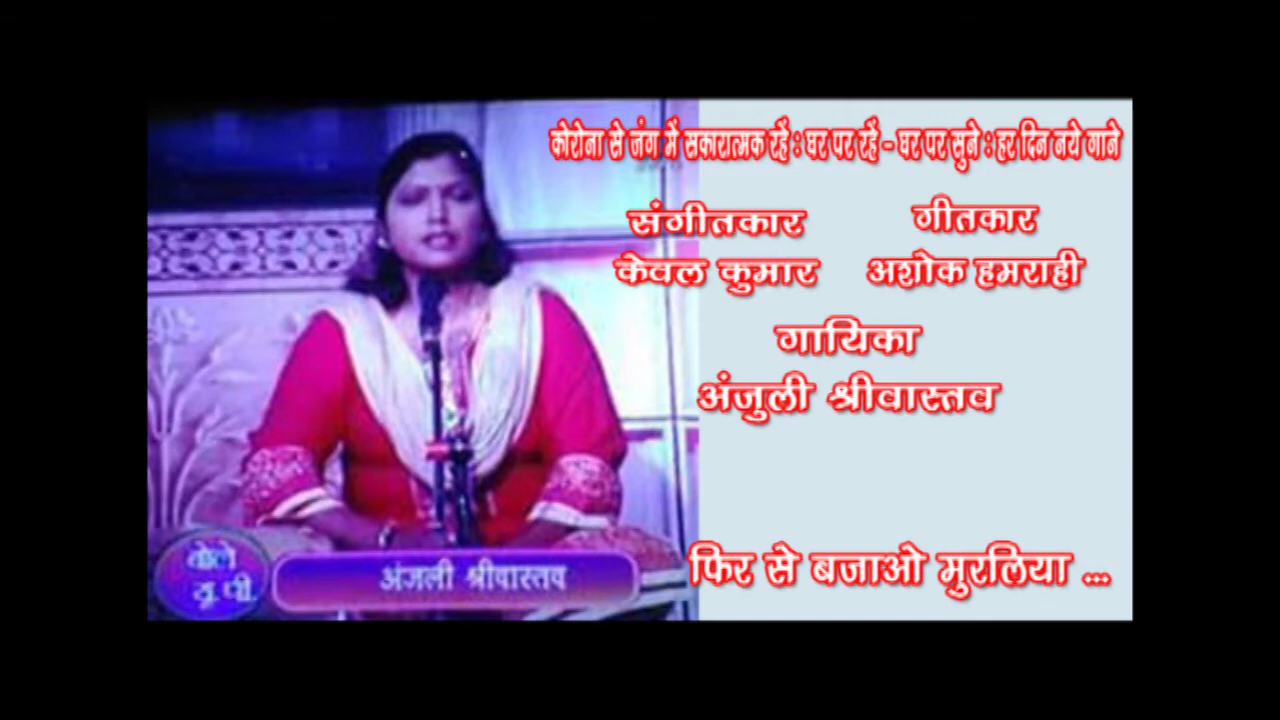 कोरोना से जंग में सकारात्मक रहें : घर पर रहें - घर पर सुने : हर दिन नये गाने
संगीतकार
गीतकार
केवल कुमार
अशोक हमराही
गायिका
अंजुली श्रीवास्तव
बोले
यू.पी.
अंजली श्रीवास्तव
फिर से बजाओ मुरलिया ...